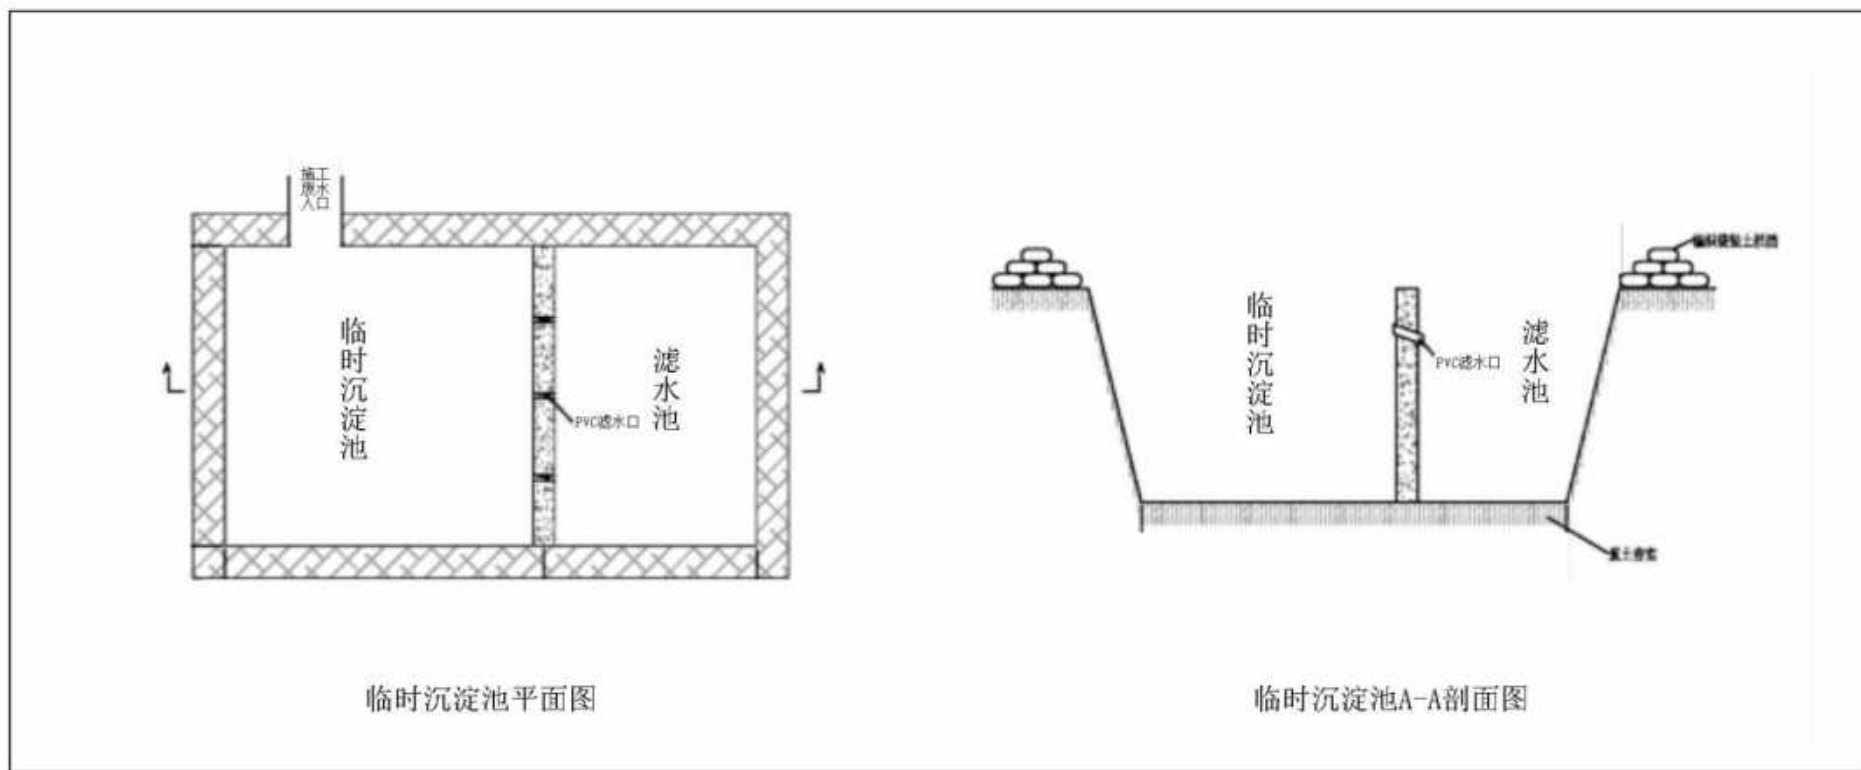 施工
废水
入口
临时沉淀池
PVC滤水口
滤水池
临时沉淀池平面图
临时沉淀池
PVC滤水口
滤水池
临时沉淀池A-A剖面图